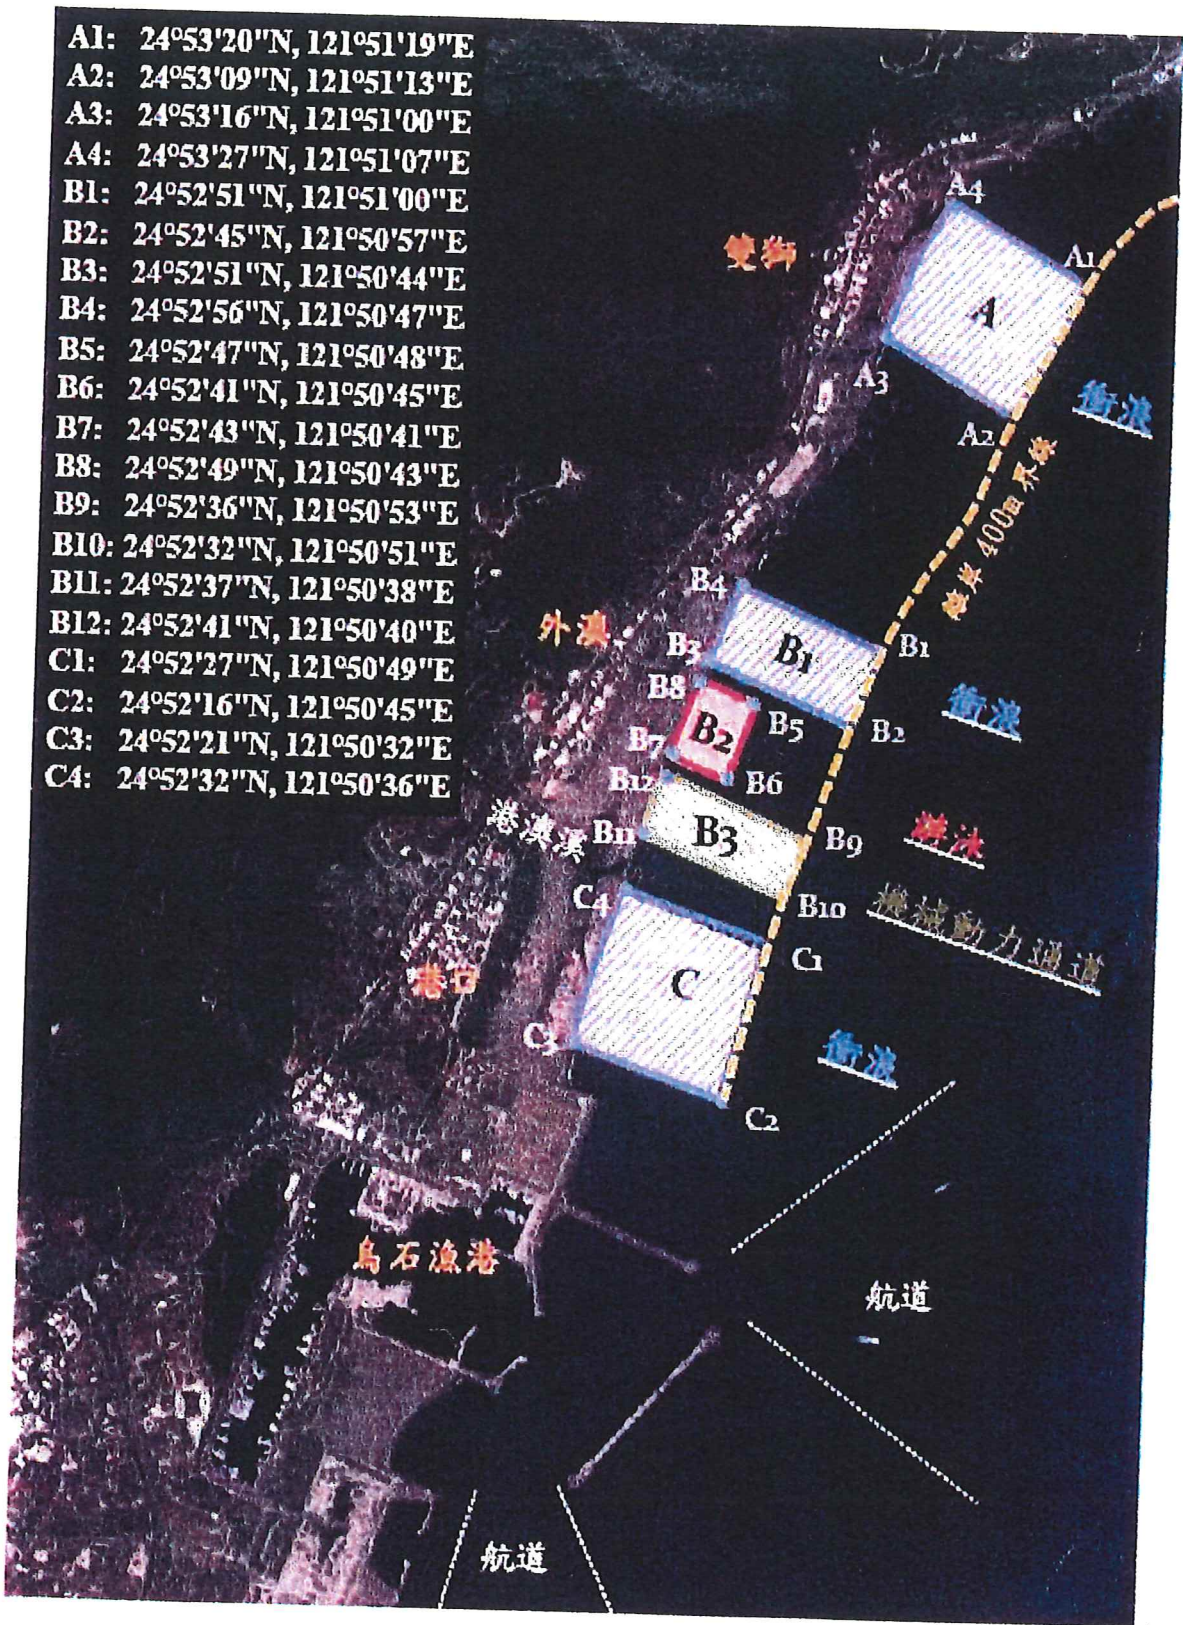 A1: 24°53'20"N, 121°51'19"E
A2: 24°53'09"N, 121°51'13"E
A3: 24°53'16"N, 121°51'00"E
A4: 24°53'27"N, 121°51'07"E
B1: 24°52'51"N, 121°51'00"E
B2: 24°52'45"N, 121°50'57"E
B3: 24°52'51"N, 121°50'44"E
B4: 24°52'56"N, 121°50'47"E
B5: 24°52'47"N, 121°50'48"E
B6: 24°52'41"N, 121°50'45"E
B7: 24°52'43"N, 121°50'41"E
B8: 24°52'49"N, 121°50'43"E
B9: 24°52'36"N, 121°50'53"E
B10: 24°52'32"N, 121°50'51"E
B11: 24°52'37"N, 121°50'38"E
B12: 24°52'41"N, 121°50'40"E
C1: 24°52'27"N, 121°50'49"E
C2: 24°52'16"N, 121°50'45"E
C3: 24°52'21"N, 121°50'32"E
C4: 24°52'32"N, 121°50'36"E
A4
雙獅
A1
A
A3
衝浪
A2
離岸 400m 界線
B4
外澳
B1
B3
B1
B8
衝浪
B2
B5
B2
B7
B12
B6
港澳溪
B11
B3
B9
游泳
C4
B10
機械動力通道
C1
港口
C
C3
衝浪
C2
烏石漁港
航道
航道